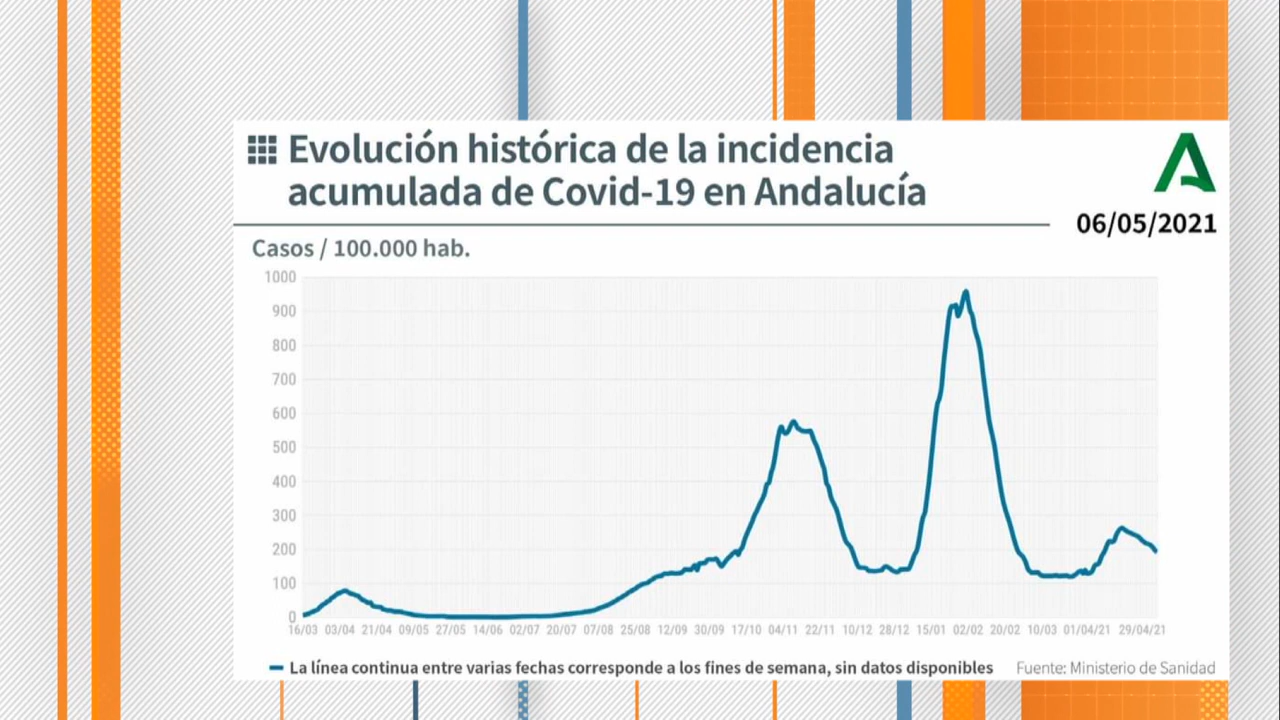 Evolución histórica de la incidencia
acumulada de Covid-19 en Andalucía
06/05/2021
Casos / 100.000 hab.
1000
900
800
700
600
500
400
300
200
100
0
16/03 03/04 21/04 09/05 27/05 14/06 02/07 20/07 07/08 25/08 12/09 30/09 17/10 04/11 22/11 10/12 28/12 15/01 02/02 20/02 10/03 01/04/21 29/04/21
La línea continua entre varias fechas corresponde a los fines de semana, sin datos disponibles
Fuente: Ministerio de Sanidad